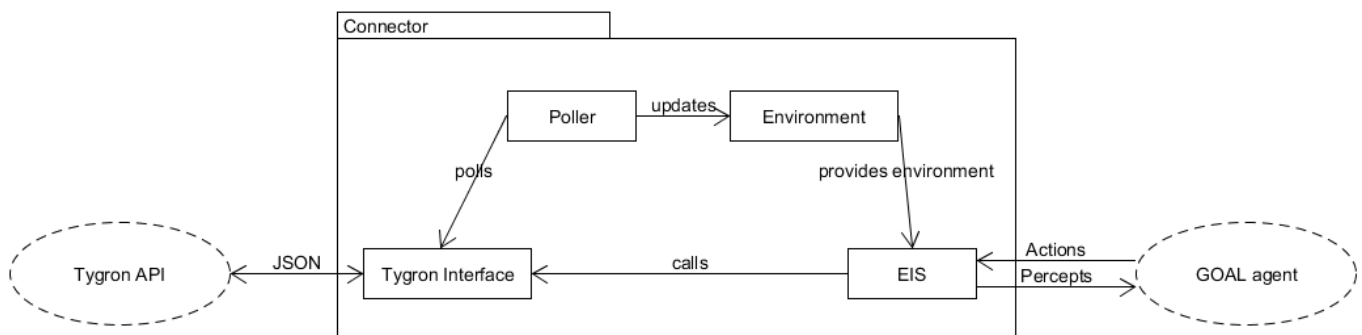 Connector
Poller
updates
Environment
polls
provides environment
Tygron API
JSON
Tygron Interface
calls
EIS
Actions
Percepts
GOAL agent